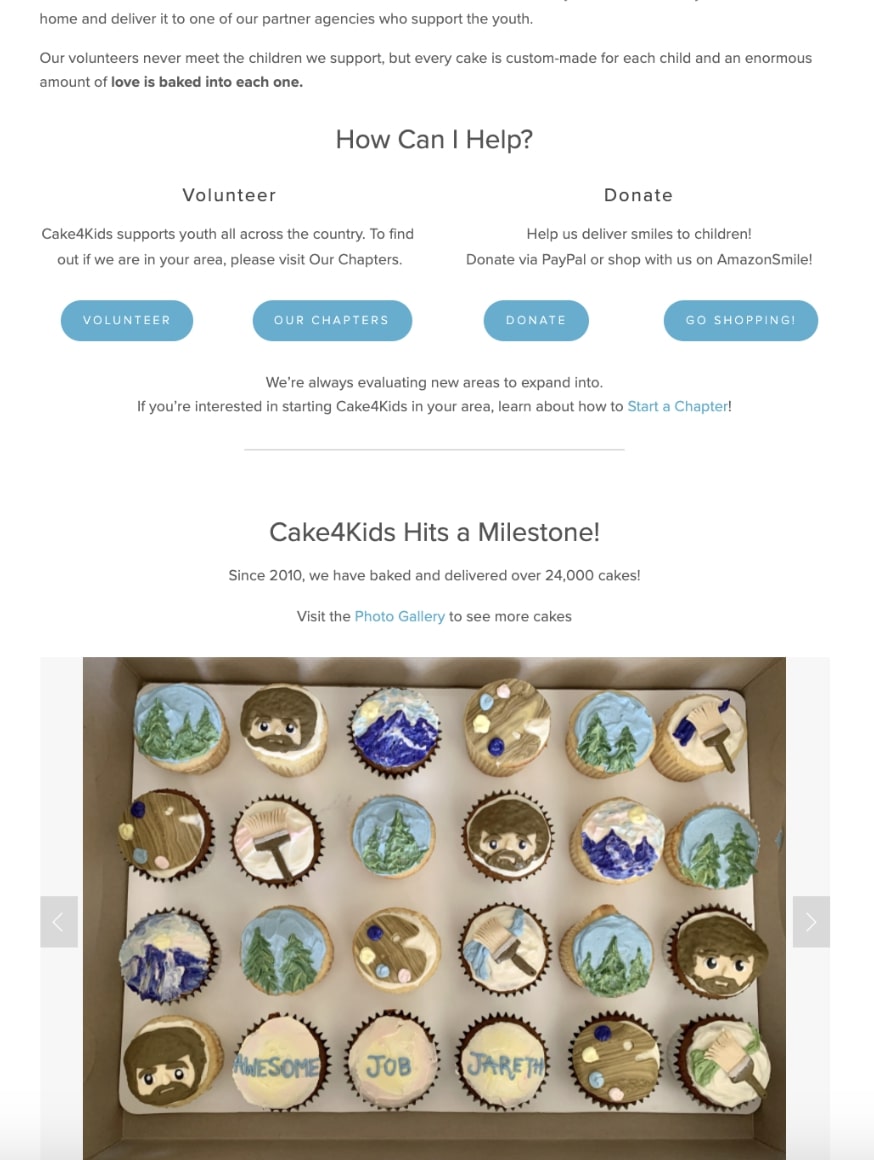 home and deliver it to one of our partner agencies who support the youth.
Our volunteers never meet the children we support, but every cake is custom-made for each child and an enormous
amount of love is baked into each one.
How Can I Help?
Volunteer
Cake4Kids supports youth all across the country. To find
out if we are in your area, please visit Our Chapters.
VOLUNTEER
OUR CHAPTERS
Donate
Help us deliver smiles to children!
Donate via PayPal or shop with us on AmazonSmile!
DONATE
GO SHOPPING!
We’re always evaluating new areas to expand into.
If you’re interested in starting Cake4Kids in your area, learn about how to Start a Chapter!
Cake4Kids Hits a Milestone!
Since 2010, we have baked and delivered over 24,000 cakes!
Visit the Photo Gallery to see more cakes
AWESOME JOB JARETH